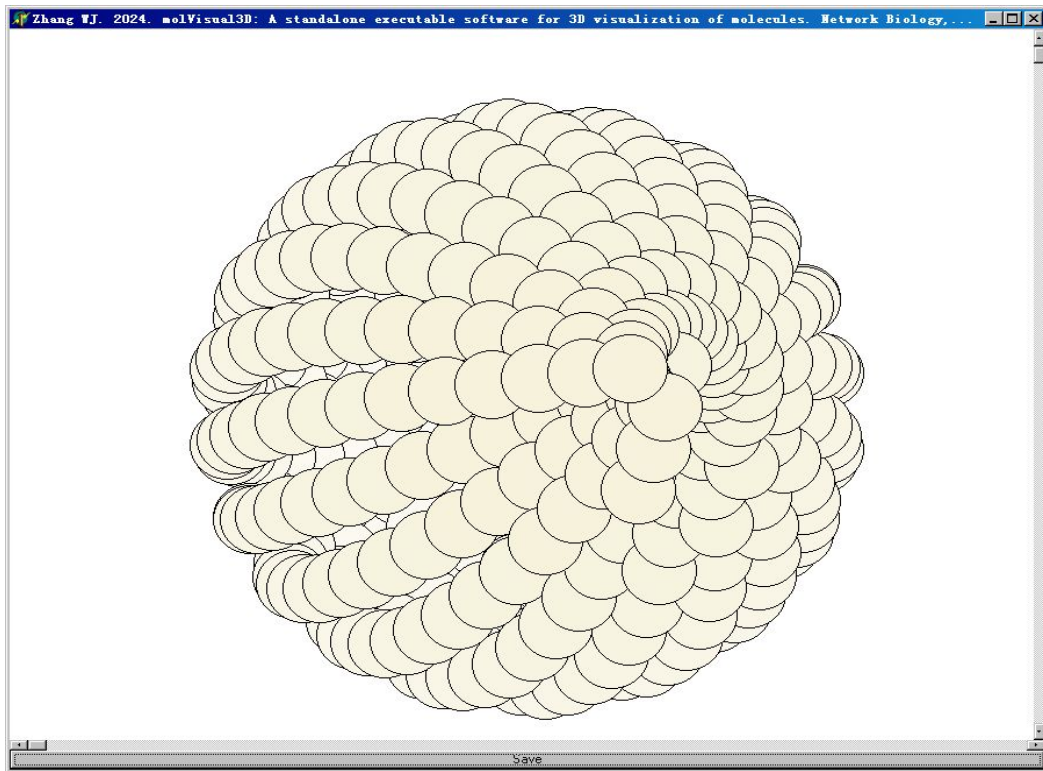 Zhang WJ. 2024. molVisual3D: A standalone executable software for 3D visualization of molecules. Network Biology,...
Save